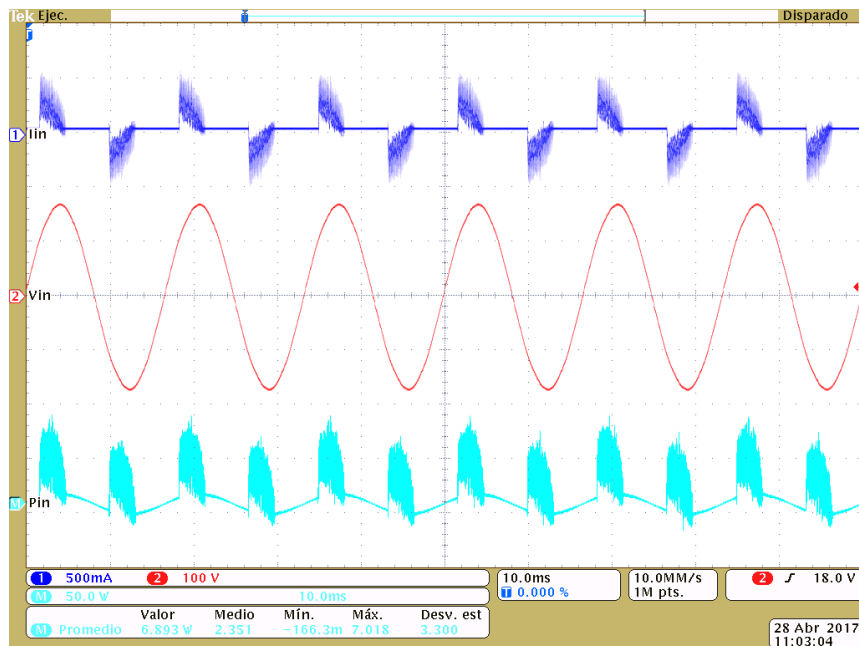 Tek Ejec. Disparado
1 Iin
2 Vin
M Pin
1 500mA 2 100 V
M 50.0 W 10.0ms
10.0ms
T 0.000 %
10.0MM/s
1M pts.
2 18.0 V
Valor Medio Mín. Máx. Desv. est
M Promedio 6.893 W 2.331 −166.3m 7.018 3.300
28 Abr 2017
11:03:04